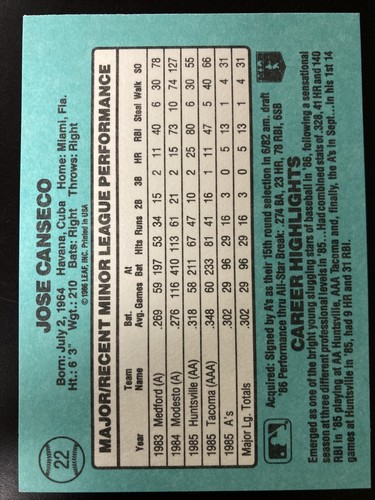 22
JOSE CANSECO
Born: July 2, 1964 Havana, Cuba Home: Miami, Fla.
Ht.: 6' 3" Wgt.: 210 Bats: Right Throws: Right
© 1986 LEAF, INC. Printed in USA
MAJOR/RECENT MINOR LEAGUE PERFORMANCE
Team Bat. At
Year Name Avg. Games Bat Hits Runs 2B 3B HR RBI Steal Walk SO
1983 Medford (A) .269 59 197 53 34 15 2 11 40 6 30 78
1984 Modesto (A) .276 116 410 113 61 21 2 15 73 10 74 127
1985 Huntsville (AA) .318 58 211 67 47 10 2 25 80 6 30 55
1985 Tacoma (AAA) .348 60 233 81 41 16 1 11 47 5 40 66
1985 A's .302 29 96 29 16 3 0 5 13 1 4 31
Major Lg. Totals .302 29 96 29 16 3 0 5 13 1 4 31
Acquired: Signed by A's as their 15th round selection in 6/82 am. draft
'86 Performance thru All-Star Break: .274 BA, 23 HR, 78 RBI, 6SB
CAREER HIGHLIGHTS
Emerged as one of the bright young slugging stars of baseball in '86, following a sensational
season at three different professional levels in '85...had combined stats of .328, 41 HR and 140
RBI in '85 playing at AA Huntsville, AAA Tacoma and, finally, the A's in Sept...In his 1st 14
games at Huntsville in '85, had 9 HR and 31 RBI.